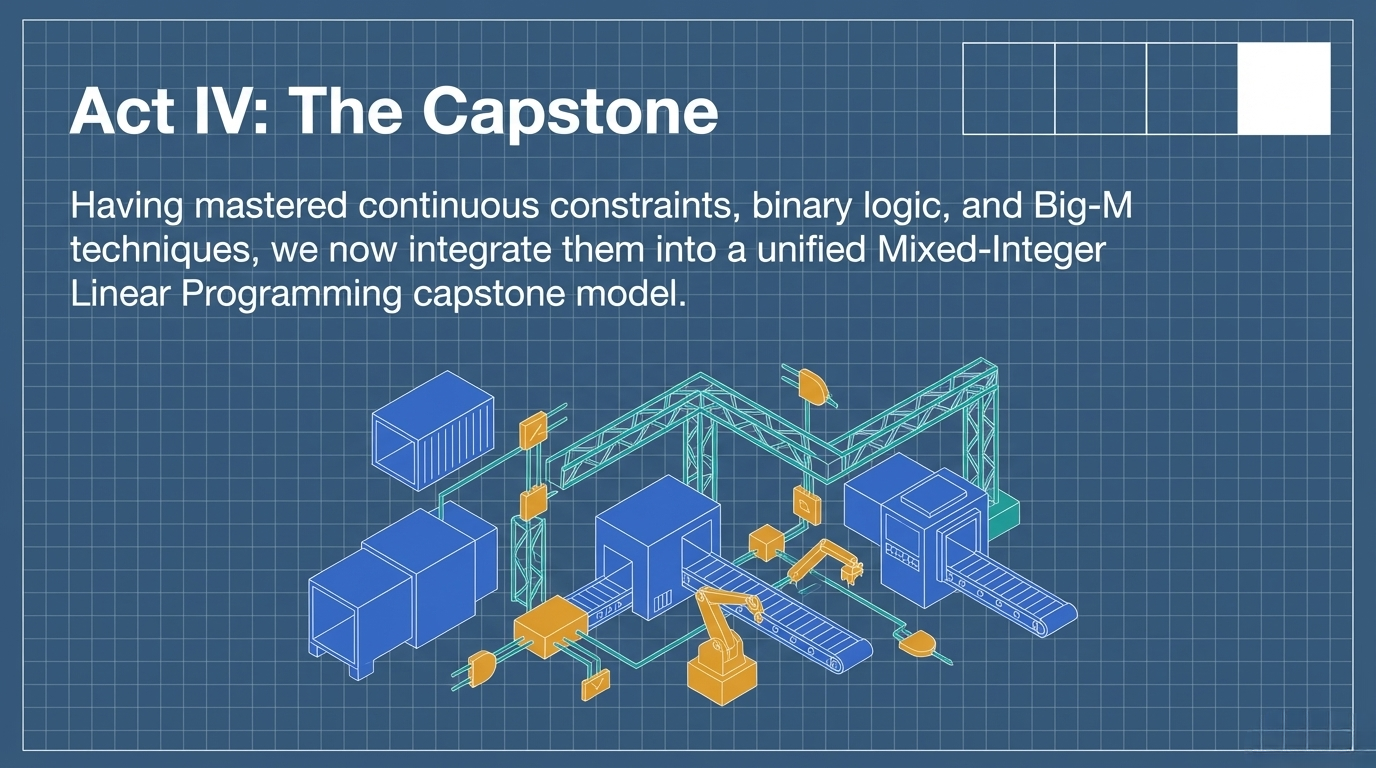 Act IV: The Capstone
Having mastered continuous constraints, binary logic, and Big-M
techniques, we now integrate them into a unified Mixed-Integer
Linear Programming capstone model.